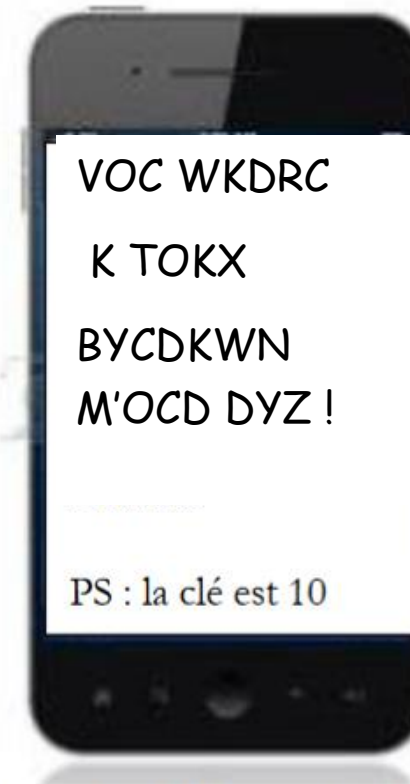 VOC WKDRC
K TOKX
BYCDKWN
M'OCD DYZ !
PS : la clé est 10